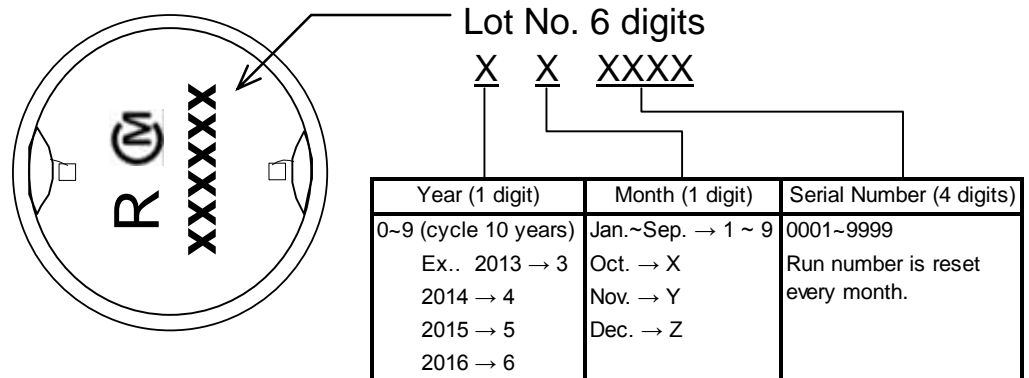 Lot No. 6 digits
X X XXXX
R M
XXXXXXX
Year (1 digit) Month (1 digit) Serial Number (4 digits)
0~9 (cycle 10 years) Jan.~Sep. → 1 ~ 9 0001~9999
Ex.. 2013 → 3 Oct. → X Run number is reset
2014 → 4 Nov. → Y every month.
2015 → 5 Dec. → Z
2016 → 6